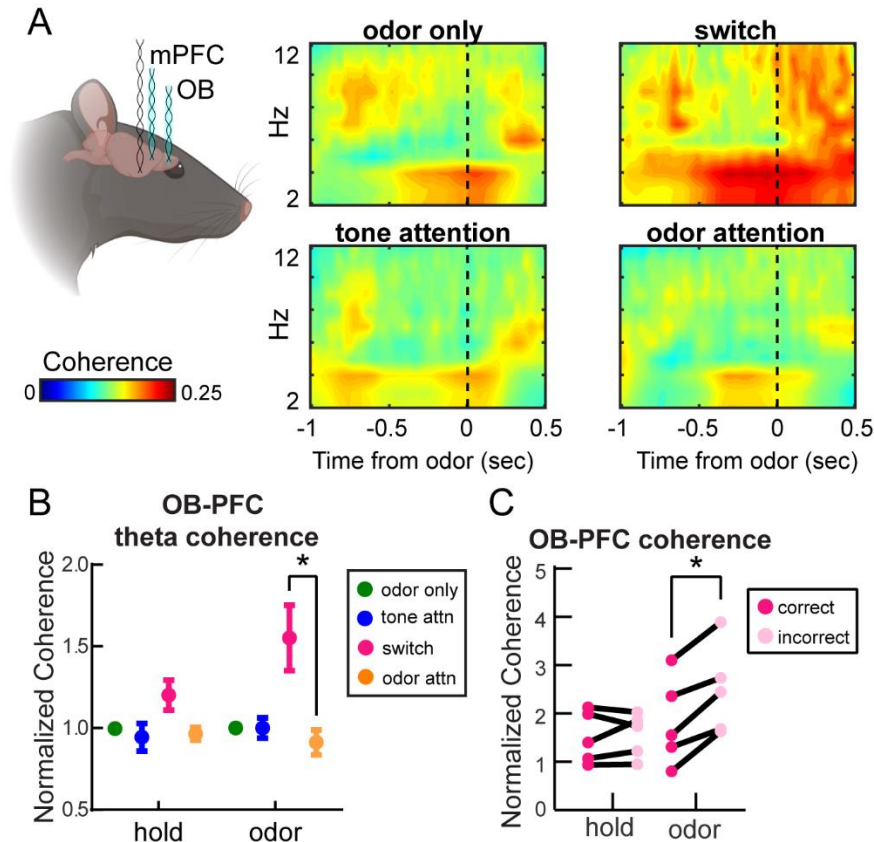 A
mPFC
OB
odor only
switch
12
Hz
2
tone attention
odor attention
12
Hz
2
-1 -0.5 0 0.5
-1 -0.5 0 0.5
Time from odor (sec)
Time from odor (sec)
Coherence
0 0.25
B
OB-PFC
theta coherence
Normalized Coherence
2.0
1.5
1.0
0.5
*
hold odor
odor only
tone attn
switch
odor attn
C
OB-PFC coherence
Normalized Coherence
5
4
3
2
1
0
*
hold odor
correct
incorrect